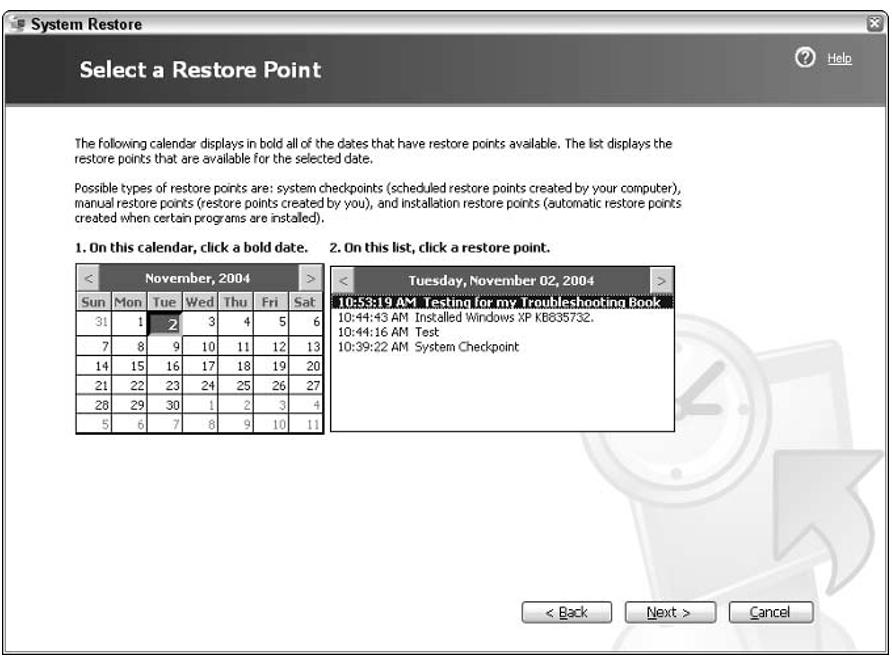 System Restore
Select a Restore Point
? Help
The following calendar displays in bold all of the dates that have restore points available. The list displays the
restore points that are available for the selected date.
Possible types of restore points are: system checkpoints (scheduled restore points created by your computer),
manual restore points (restore points created by you), and installation restore points (automatic restore points
created when certain programs are installed).
1. On this calendar, click a bold date.
< November, 2004 >
Sun Mon Tue Wed Thu Fri Sat
31 1 2 3 4 5 6
7 8 9 10 11 12 13
14 15 16 17 18 19 20
21 22 23 24 25 26 27
28 29 30 1 2 3 4
5 6 7 8 9 10 11
2. On this list, click a restore point.
< Tuesday, November 02, 2004 >
10:53:19 AM Testing for my Troubleshooting Book
10:44:43 AM Installed Windows XP KB835732.
10:44:16 AM Test
10:39:22 AM System Checkpoint
< Back Next > Cancel